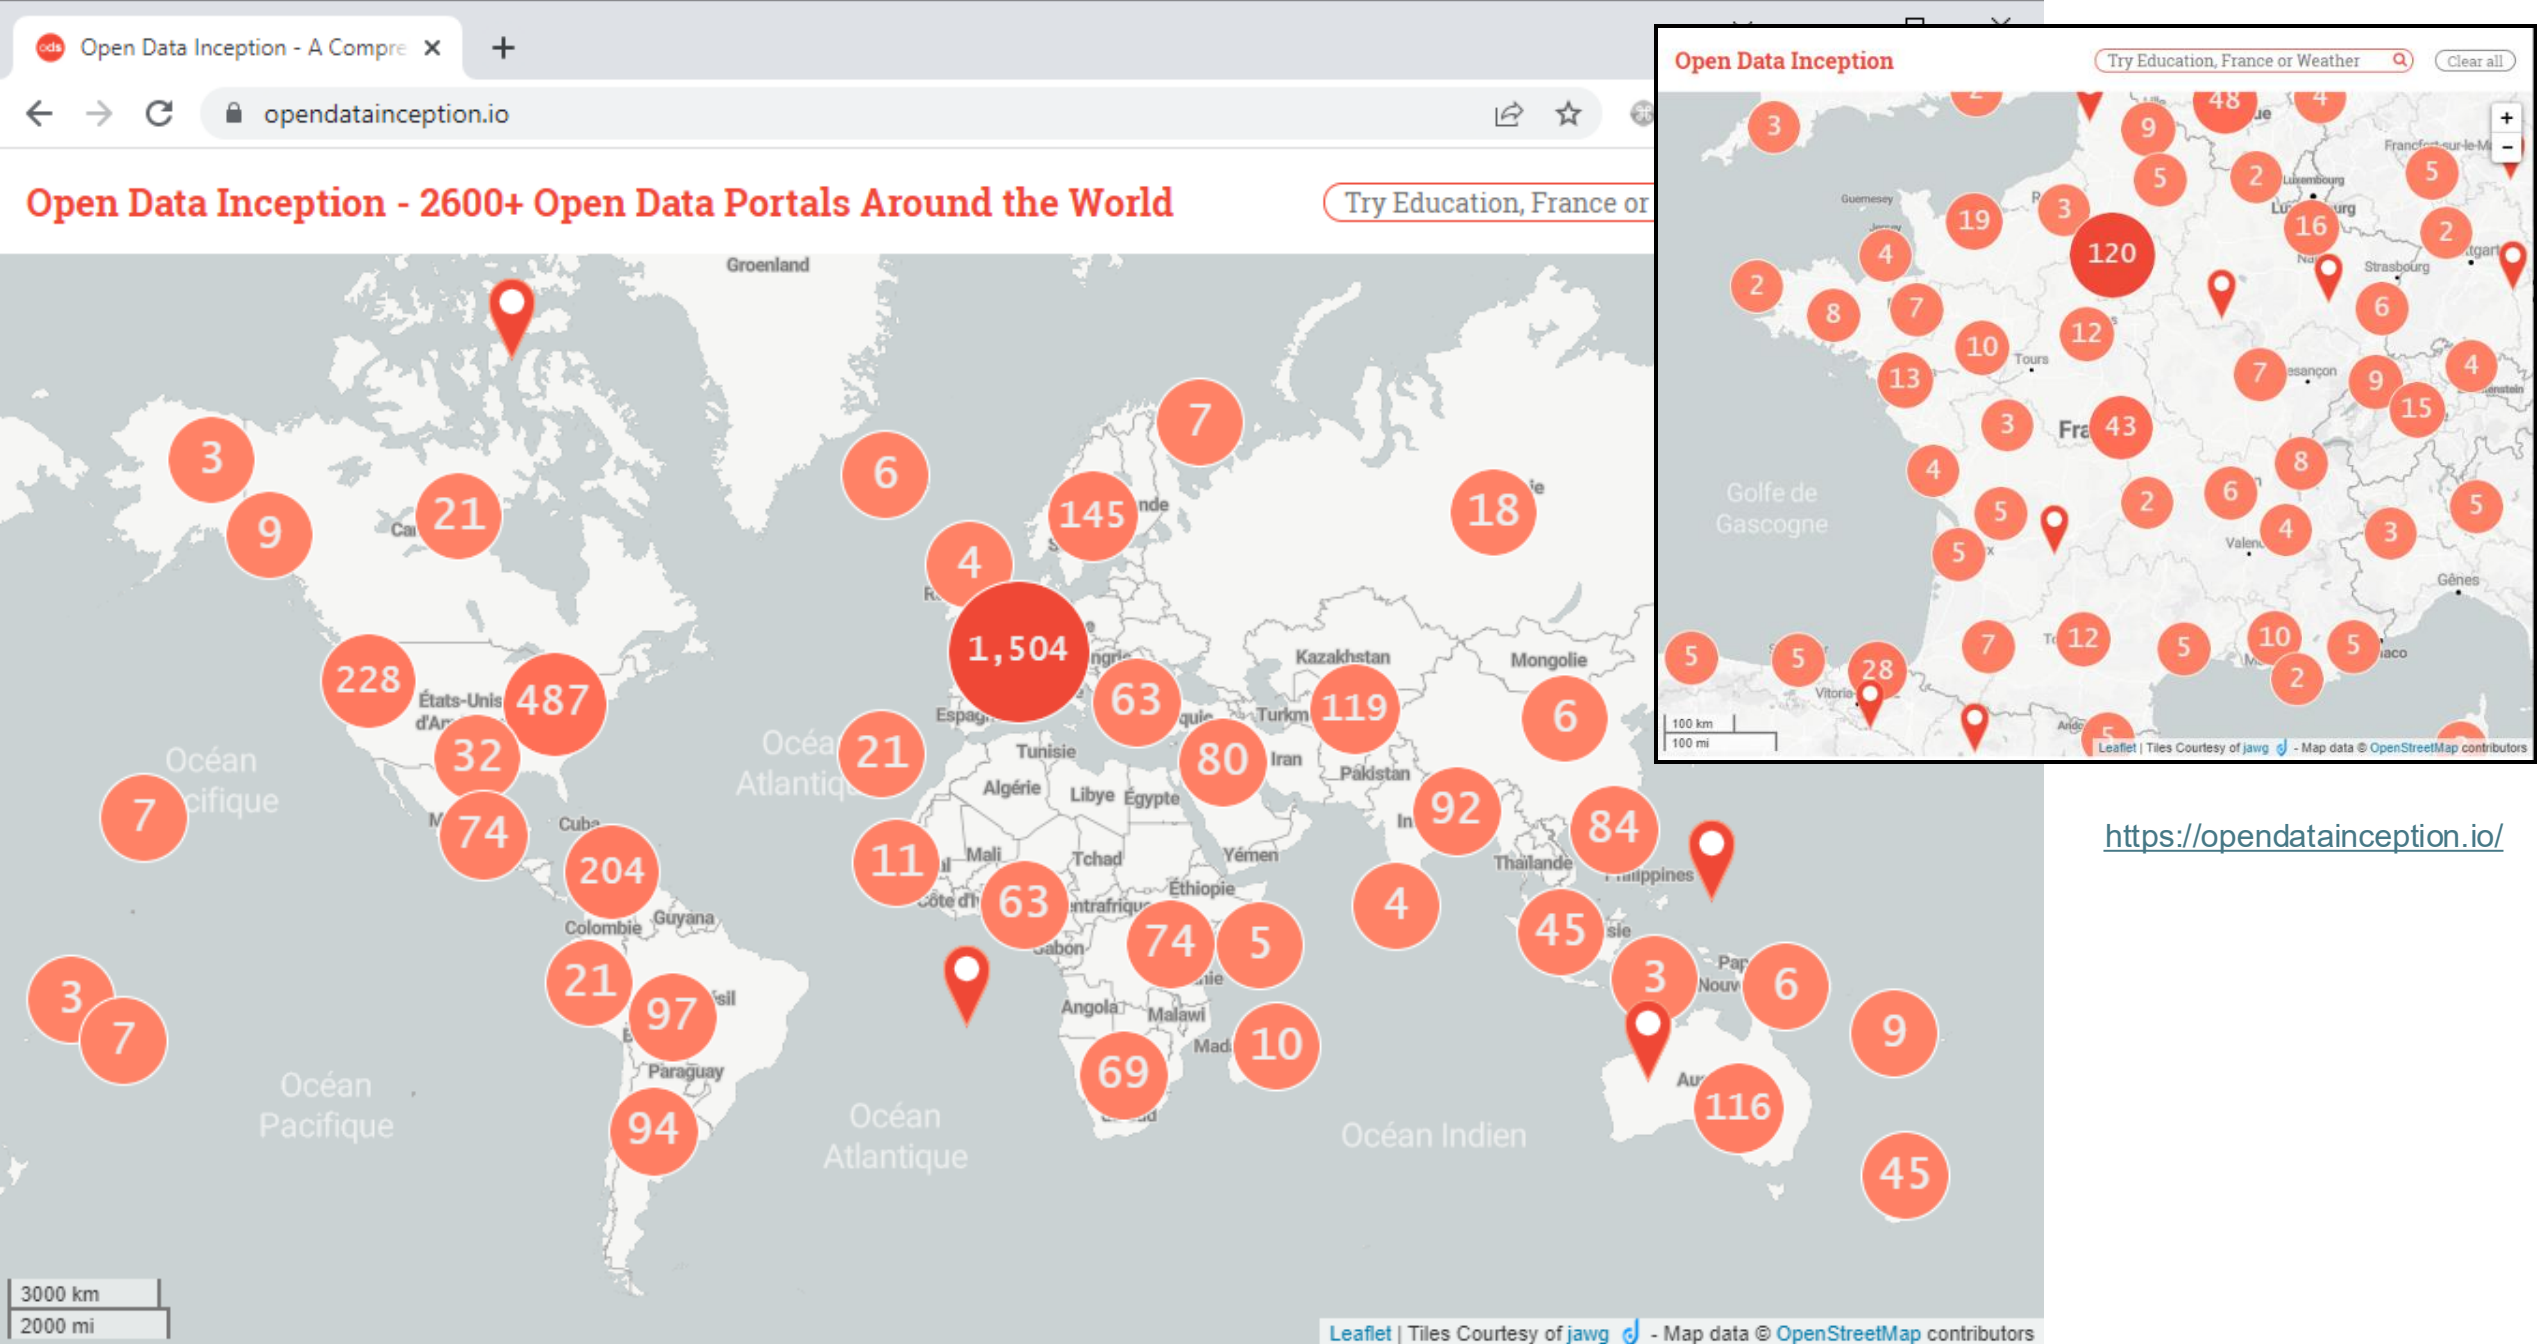 Open Data Inception - A Compre
opendatainception.io
Open Data Inception - 2600+ Open Data Portals Around the World
Try Education, France or
Groenland
7
3
6
21
9
145
18
4
1,504
Kazakhstan
Mongolie
228
États-Unis
487
63
119
6
32
Océan
21
Tunisie
80
Iran
Pakistan
Algérie
Libye
Égypte
7
74
Cuba
92
84
11
Mali
Tchad
Yémen
Thaïlande
204
63
Éthiopie
4
Guyana
Colombie
45
74
5
21
3
6
3
97
Angola
Malawi
9
7
10
Paraguay
69
Océan
Pacifique
116
94
Océan
Atlantique
Océan Indien
45
3000 km
2000 mi
Leaflet | Tiles Courtesy of jawg - Map data © OpenStreetMap contributors
Open Data Inception
Try Education, France or Weather
Clear all
2
48
4
3
9
+
-
5
2
Luxembourg
5
Guernesey
19
3
16
2
4
120
Strasbourg
2
8
7
6
12
10
Tours
13
7
9
4
15
3
43
4
8
Golfe de
Gascogne
5
2
6
5
4
3
5
Gênes
5
5
28
7
12
5
10
5
2
100 km
100 mi
5
Leaflet | Tiles Courtesy of jawg - Map data © OpenStreetMap contributors
https://opendatainception.io/